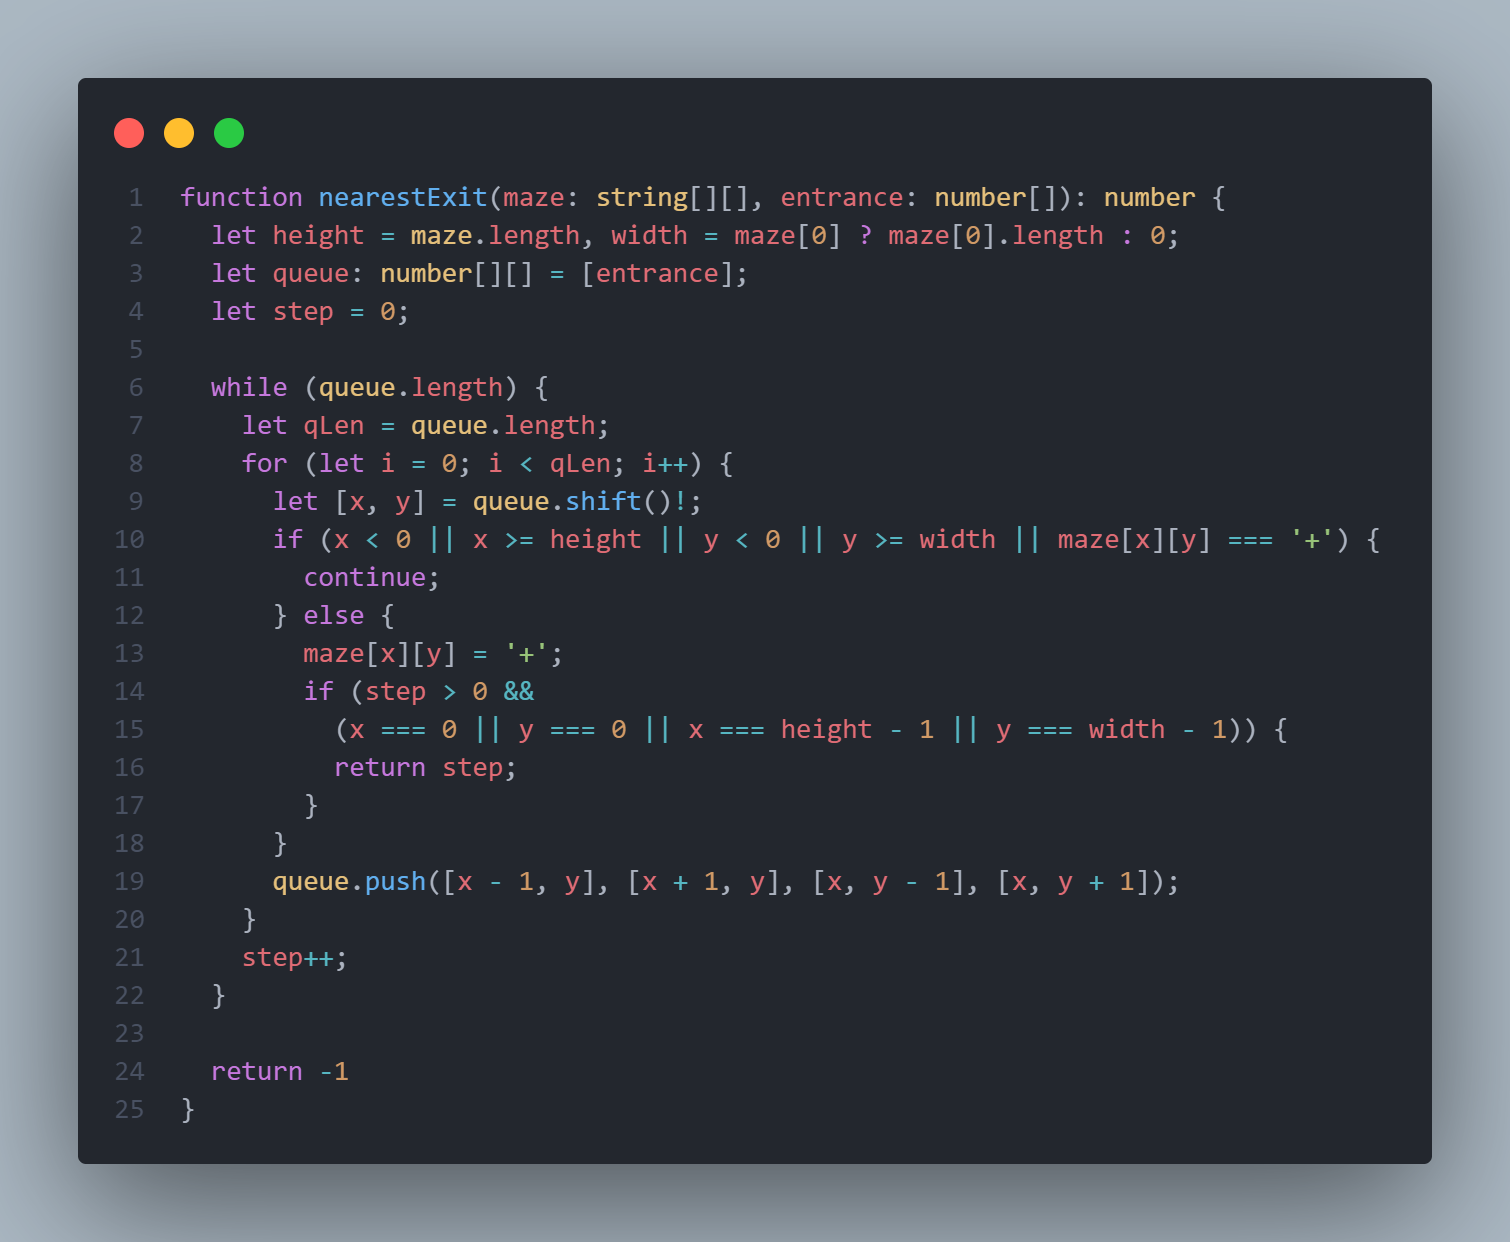 1 function nearestExit(maze: string[][], entrance: number[]): number {
2   let height = maze.length, width = maze[0] ? maze[0].length : 0;
3   let queue: number[][] = [entrance];
4   let step = 0;
5
6   while (queue.length) {
7     let qLen = queue.length;
8     for (let i = 0; i < qLen; i++) {
9       let [x, y] = queue.shift()!;
10       if (x < 0 || x >= height || y < 0 || y >= width || maze[x][y] === '+') {
11         continue;
12       } else {
13         maze[x][y] = '+';
14         if (step > 0 &&
15           (x === 0 || y === 0 || x === height - 1 || y === width - 1)) {
16           return step;
17         }
18       }
19       queue.push([x - 1, y], [x + 1, y], [x, y - 1], [x, y + 1]);
20     }
21     step++;
22   }
23
24   return -1
25 }